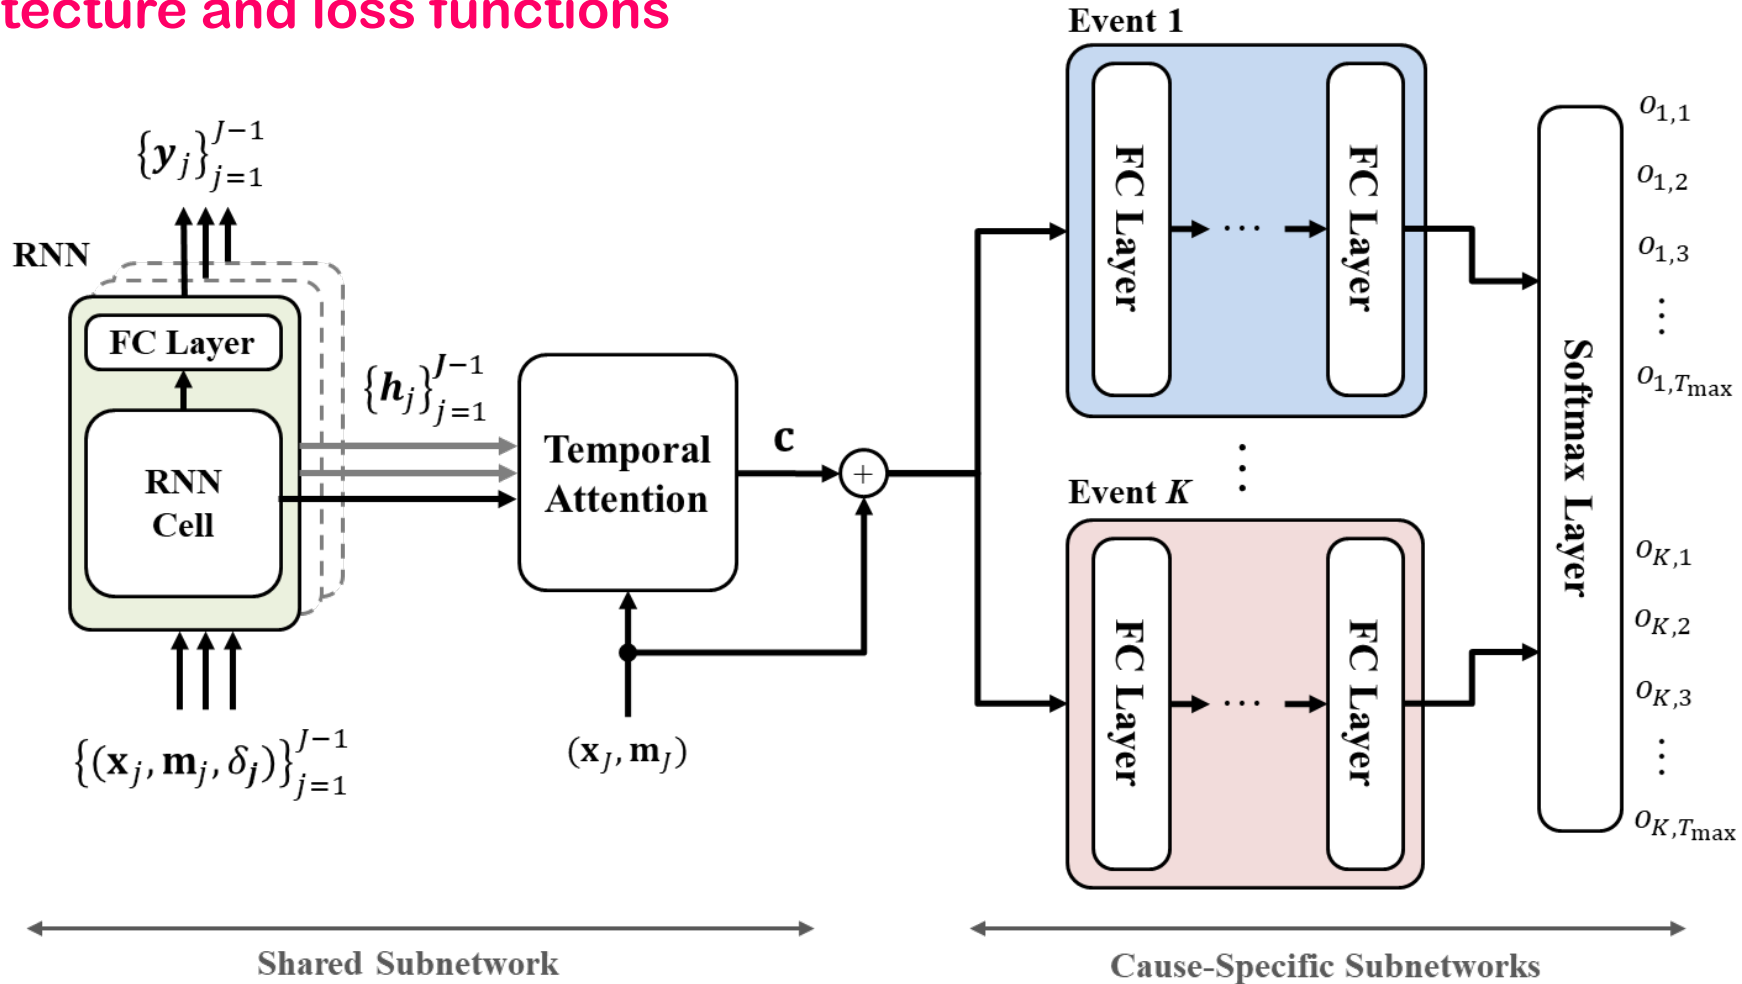 tecture and loss functions
Event 1
{y_j}_{j=1}^{J−1}
RNN
FC Layer
RNN
Cell
{(x_j, m_j, δ_j)}_{j=1}^{J−1}
{h_j}_{j=1}^{J−1}
Temporal
Attention
(x_J, m_J)
c
+
FC Layer
···
FC Layer
⋮
Event K
FC Layer
···
FC Layer
Softmax Layer
o_{1,1}
o_{1,2}
o_{1,3}
⋮
o_{1,T_max}
o_{K,1}
o_{K,2}
o_{K,3}
⋮
o_{K,T_max}
Shared Subnetwork
Cause-Specific Subnetworks